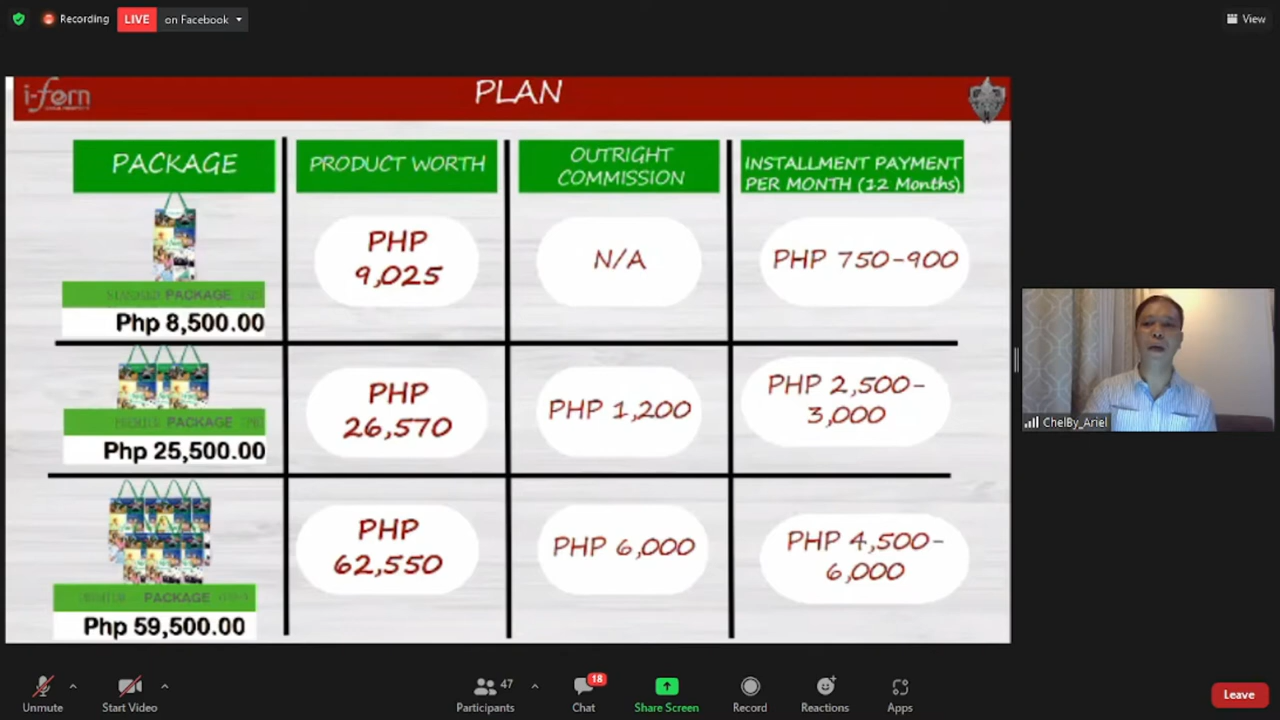 Recording
LIVE
on Facebook
View
i-fern
PLAN
PACKAGE
PRODUCT WORTH
OUTRIGHT
COMMISSION
INSTALLMENT PAYMENT
PER MONTH (12 Months)
PACKAGE
Php 8,500.00
PHP
9,025
N/A
PHP 750-900
PACKAGE
Php 25,500.00
PHP
26,570
PHP 1,200
PHP 2,500-
3,000
PACKAGE
Php 59,500.00
PHP
62,550
PHP 6,000
PHP 4,500-
6,000
ChelBy_Ariel
Unmute
Start Video
47
Participants
18
Chat
Share Screen
Record
Reactions
Apps
Leave